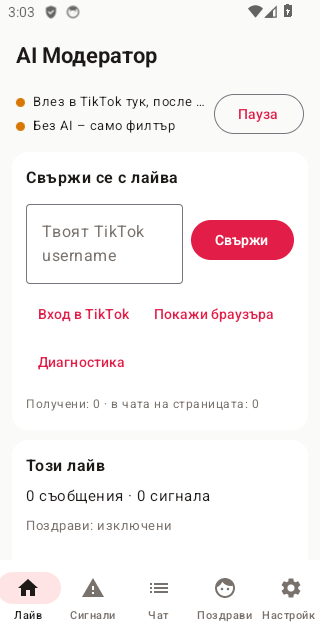 3:03
AI Модератор
Влез в TikTok тук, после ...
Без AI – само филтър
Пауза
Свържи се с лайва
Твоят TikTok
username
Свържи
Вход в TikTok
Покажи браузъра
Диагностика
Получени: 0 · в чата на страницата: 0
Този лайв
0 съобщения · 0 сигнала
Поздрави: изключени
Лайв
Сигнали
Чат
Поздрави
Настройк